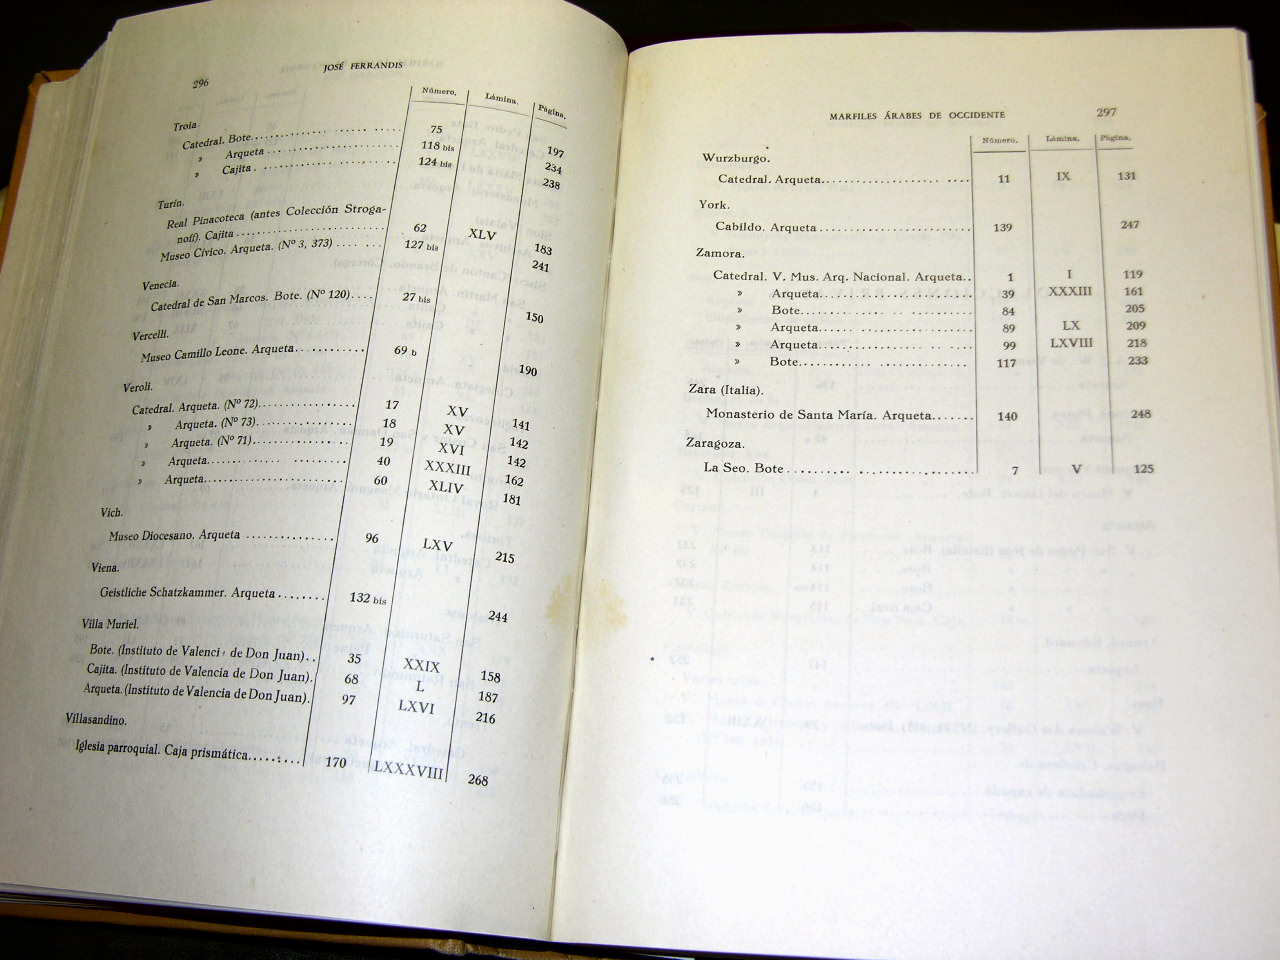 296
JOSÉ FERRANDIS
Número. Lámina. Página.
Troia
Catedral. Bote. 75 197
» Arqueta 118 bis 234
» Cajita. 124 bis 238
Turín.
Real Pinacoteca (antes Colección Stroga-
noff). Cajita 62 XLV 183
Museo Cívico. Arqueta. (Nº 3, 373) 127 bis 241
Venecia.
Catedral de San Marcos. Bote. (Nº 120) 27 bis 150
Vercelli.
Museo Camillo Leone. Arqueta. 69 b 190
Veroli.
Catedral. Arqueta. (Nº 72) 17 XV 141
» Arqueta. (Nº 73) 18 XV 142
» Arqueta. (Nº 71) 19 XVI 142
» Arqueta. 40 XXXIII 162
» Arqueta. 60 XLIV 181
Vich.
Museo Diocesano. Arqueta 96 LXV 215
Viena.
Geistliche Schatzkammer. Arqueta 132 bis 244
Villa Muriel.
Bote. (Instituto de Valenci de Don Juan). 35 XXIX 158
Cajita. (Instituto de Valencia de Don Juan). 68 L 187
Arqueta. (Instituto de Valencia de Don Juan). 97 LXVI 216
Villasandino.
Iglesia parroquial. Caja prismática. 170 LXXXVIII 268
MARFILES ÁRABES DE OCCIDENTE 297
Número. Lámina. Página.
Wurzburgo.
Catedral. Arqueta. 11 IX 131
York.
Cabildo. Arqueta 139 247
Zamora.
Catedral. V. Mus. Arq. Nacional. Arqueta. 1 I 119
» Arqueta. 39 XXXIII 161
» Bote. 84 205
» Arqueta. 89 LX 209
» Arqueta. 99 LXVIII 218
» Bote. 117 233
Zara (Italia).
Monasterio de Santa María. Arqueta. 140 248
Zaragoza.
La Seo. Bote 7 V 125